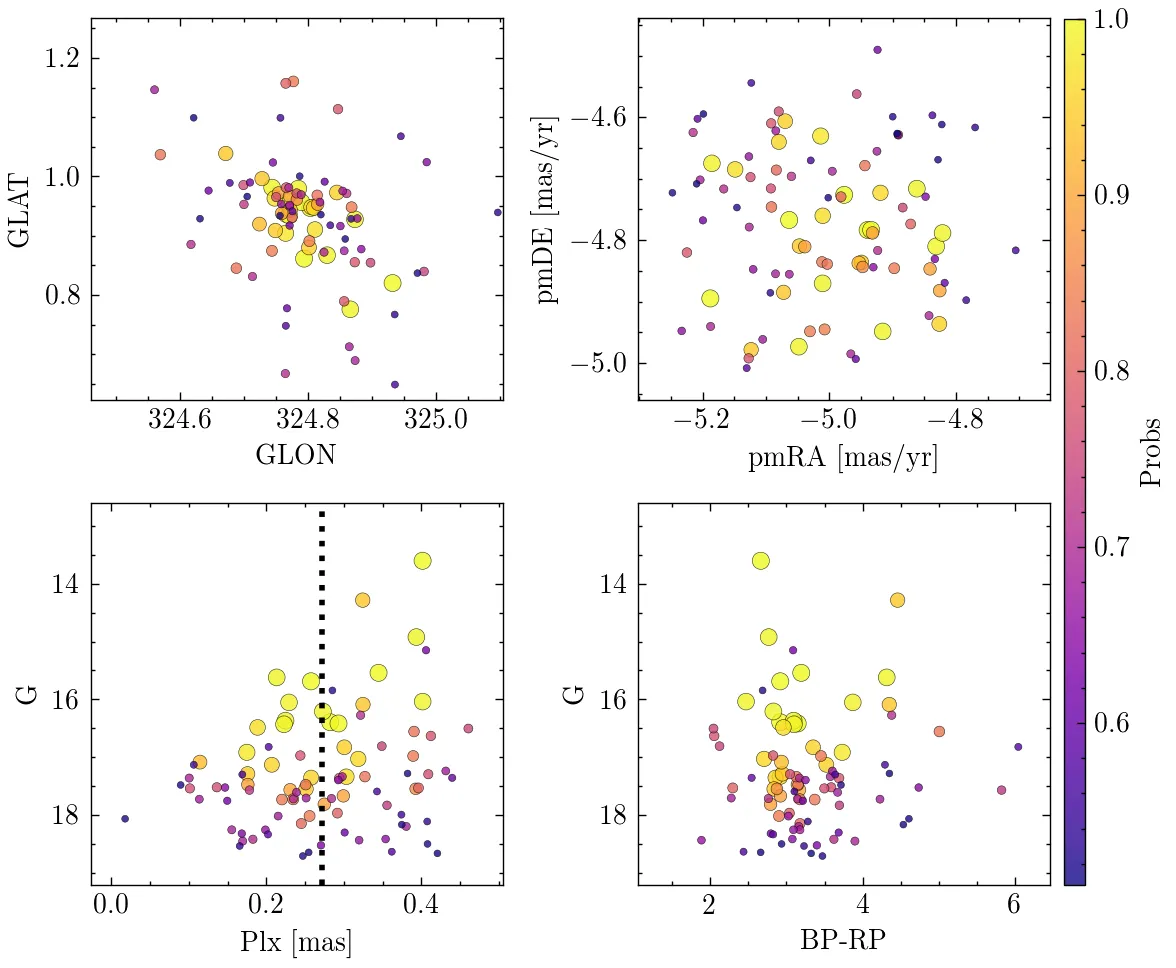 1.2
1.0
0.8
GLAT
324.6 324.8 325.0
GLON
−4.6
−4.8
−5.0
pmDE [mas/yr]
−5.2 −5.0 −4.8
pmRA [mas/yr]
14
16
18
G
0.0 0.2 0.4
Plx [mas]
14
16
18
G
2 4 6
BP-RP
1.0
0.9
0.8
0.7
0.6
Probs